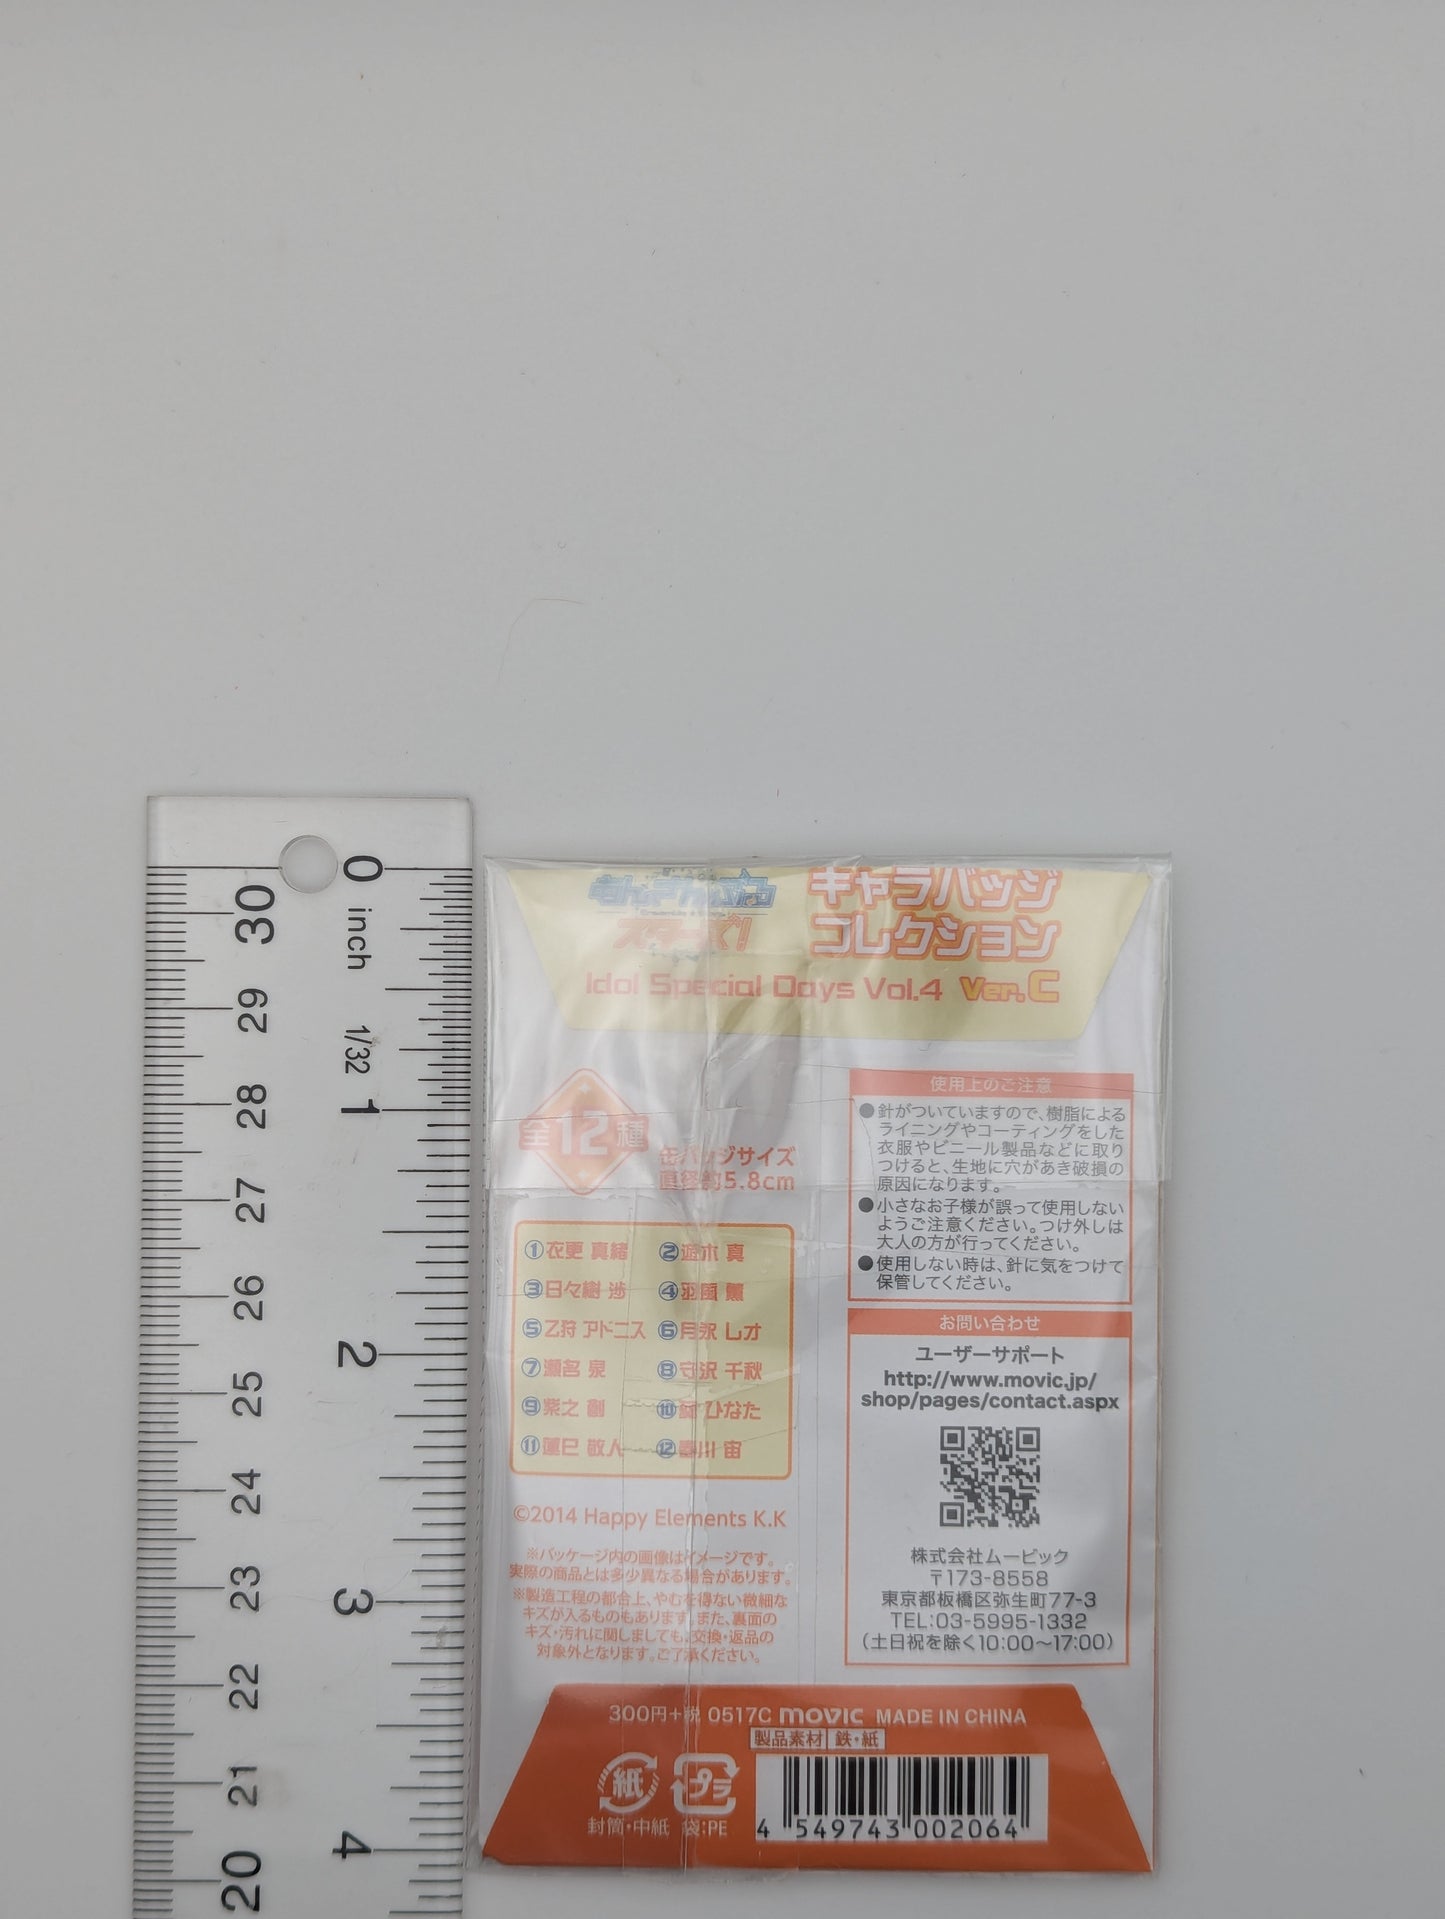 0
inch
1/32
1
2
3
4
30
29
28
27
26
25
24
23
22
21
20
あんさんぶる
スターズ!
キャラバッジ
コレクション
Idol Special Days Vol.4 Ver.C
全12種
缶バッジサイズ
直径約5.8cm
①衣更 真緒 ②遊木 真
③日々樹 渉 ④羽風 薫
⑤乙狩 アドニス ⑥月永 レオ
⑦瀬名 泉 ⑧守沢 千秋
⑨紫之 創 ⑩葵 ひなた
⑪蓮巳 敬人 ⑫春川 宙
©2014 Happy Elements K.K
※パッケージ内の画像はイメージです。
実際の商品とは多少異なる場合があります。
※製造工程の都合上、やむを得ない微細な
キズが入るものもあります。また、裏面の
キズ・汚れに関しましても、交換・返品の
対象外となります。ご了承ください。
使用上のご注意
●針がついていますので、樹脂による
ライニングやコーティングをした
衣服やビニール製品などに取り
つけると、生地に穴があき破損の
原因になります。
●小さなお子様が誤って使用しない
ようご注意ください。つけ外しは
大人の方が行ってください。
●使用しない時は、針に気をつけて
保管してください。
お問い合わせ
ユーザーサポート
http://www.movic.jp/
shop/pages/contact.aspx
株式会社ムービック
〒173-8558
東京都板橋区弥生町77-3
TEL:03-5995-1332
(土日祝を除く10:00〜17:00)
300円+税 0517C movic MADE IN CHINA
製品素材 鉄・紙
紙
プラ
封筒・中紙 袋:PE
4 549743 002064